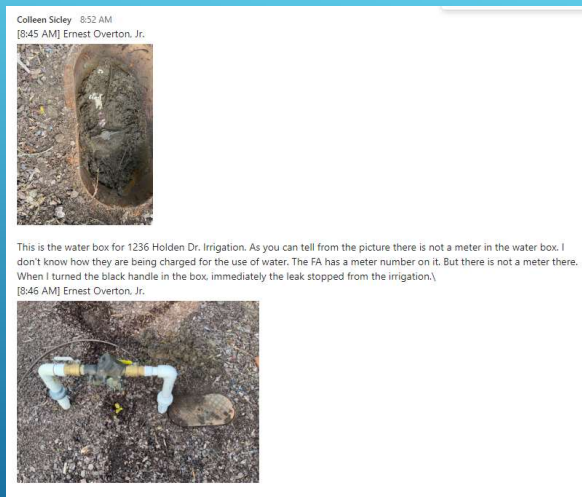 Colleen Sicley 8:52 AM
[8:45 AM] Ernest Overton, Jr.
This is the water box for 1236 Holden Dr. Irrigation. As you can tell from the picture there is not a meter in the water box. I
don't know how they are being charged for the use of water. The FA has a meter number on it. But there is not a meter there.
When I turned the black handle in the box, immediately the leak stopped from the irrigation.\
[8:46 AM] Ernest Overton, Jr.